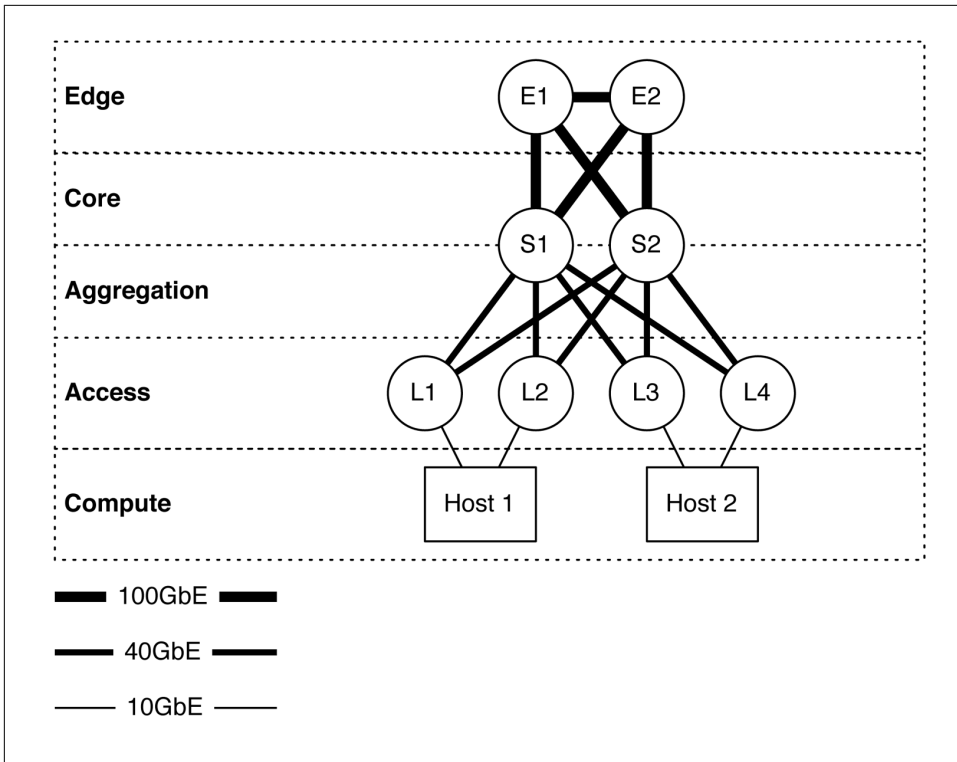 Edge
E1
E2
Core
S1
S2
Aggregation
Access
L1
L2
L3
L4
Compute
Host 1
Host 2
100GbE
40GbE
10GbE